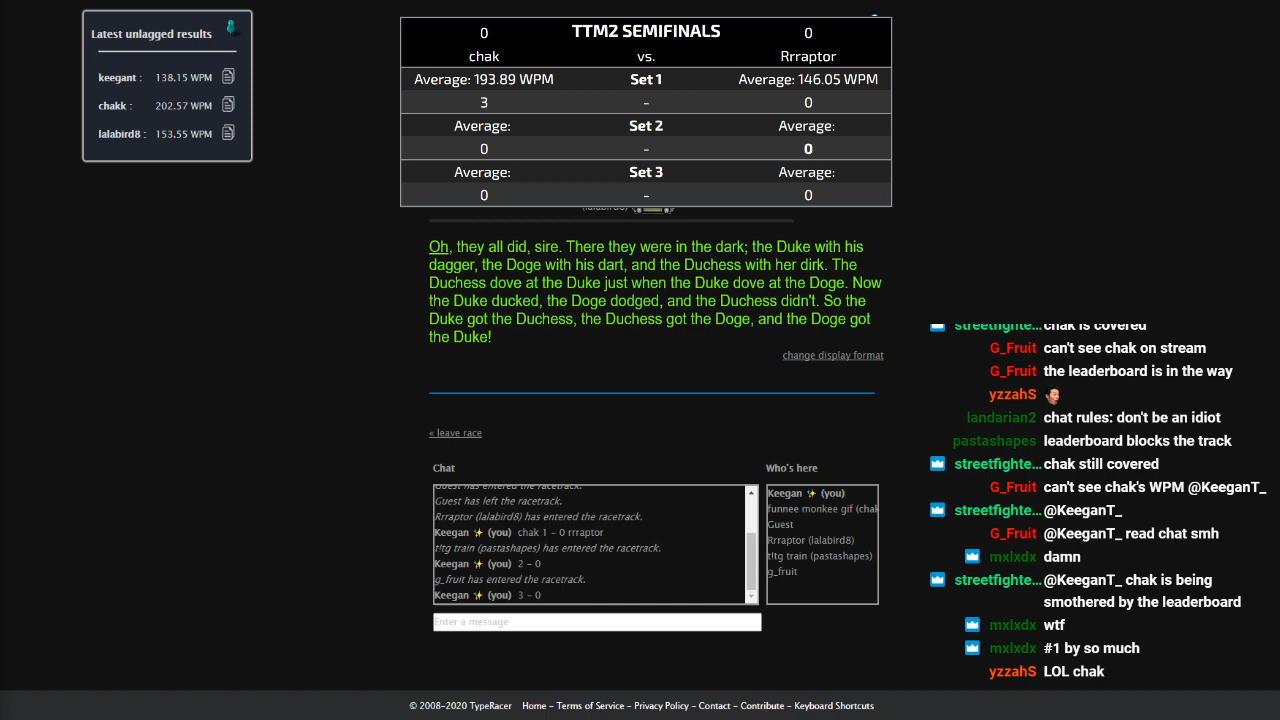 Latest unlagged results
keegant : 138.15 WPM
chakk : 202.57 WPM
lalabird8 : 153.55 WPM
0 TTM2 SEMIFINALS 0
chak vs. Rrraptor
Average: 193.89 WPM Set 1 Average: 146.05 WPM
3 - 0
Average: Set 2 Average:
0 - 0
Average: Set 3 Average:
0 - 0
(lalabird8)
Oh, they all did, sire. There they were in the dark; the Duke with his
dagger, the Doge with his dart, and the Duchess with her dirk. The
Duchess dove at the Duke just when the Duke dove at the Doge. Now
the Duke ducked, the Doge dodged, and the Duchess didn't. So the
Duke got the Duchess, the Duchess got the Doge, and the Doge got
the Duke!
change display format
« leave race
Chat
Guest has entered the racetrack.
Guest has left the racetrack.
Rrraptor (lalabird8) has entered the racetrack.
Keegan ✨ (you) chak 1 - 0 rrraptor
t!tg train (pastashapes) has entered the racetrack.
Keegan ✨ (you) 2 - 0
g_fruit has entered the racetrack.
Keegan ✨ (you) 3 - 0
Enter a message
Who's here
Keegan ✨ (you)
funnee monkee gif (chak
Guest
Rrraptor (lalabird8)
t!tg train (pastashapes)
g_fruit
streetfighte... chak is covered
G_Fruit can't see chak on stream
G_Fruit the leaderboard is in the way
yzzahS
landarian2 chat rules: don't be an idiot
pastashapes leaderboard blocks the track
streetfighte... chak still covered
G_Fruit can't see chak's WPM @KeeganT_
streetfighte... @KeeganT_
G_Fruit @KeeganT_ read chat smh
mxlxdx damn
streetfighte... @KeeganT_ chak is being
smothered by the leaderboard
mxlxdx wtf
mxlxdx #1 by so much
yzzahS LOL chak
© 2008-2020 TypeRacer Home - Terms of Service - Privacy Policy - Contact - Contribute - Keyboard Shortcuts